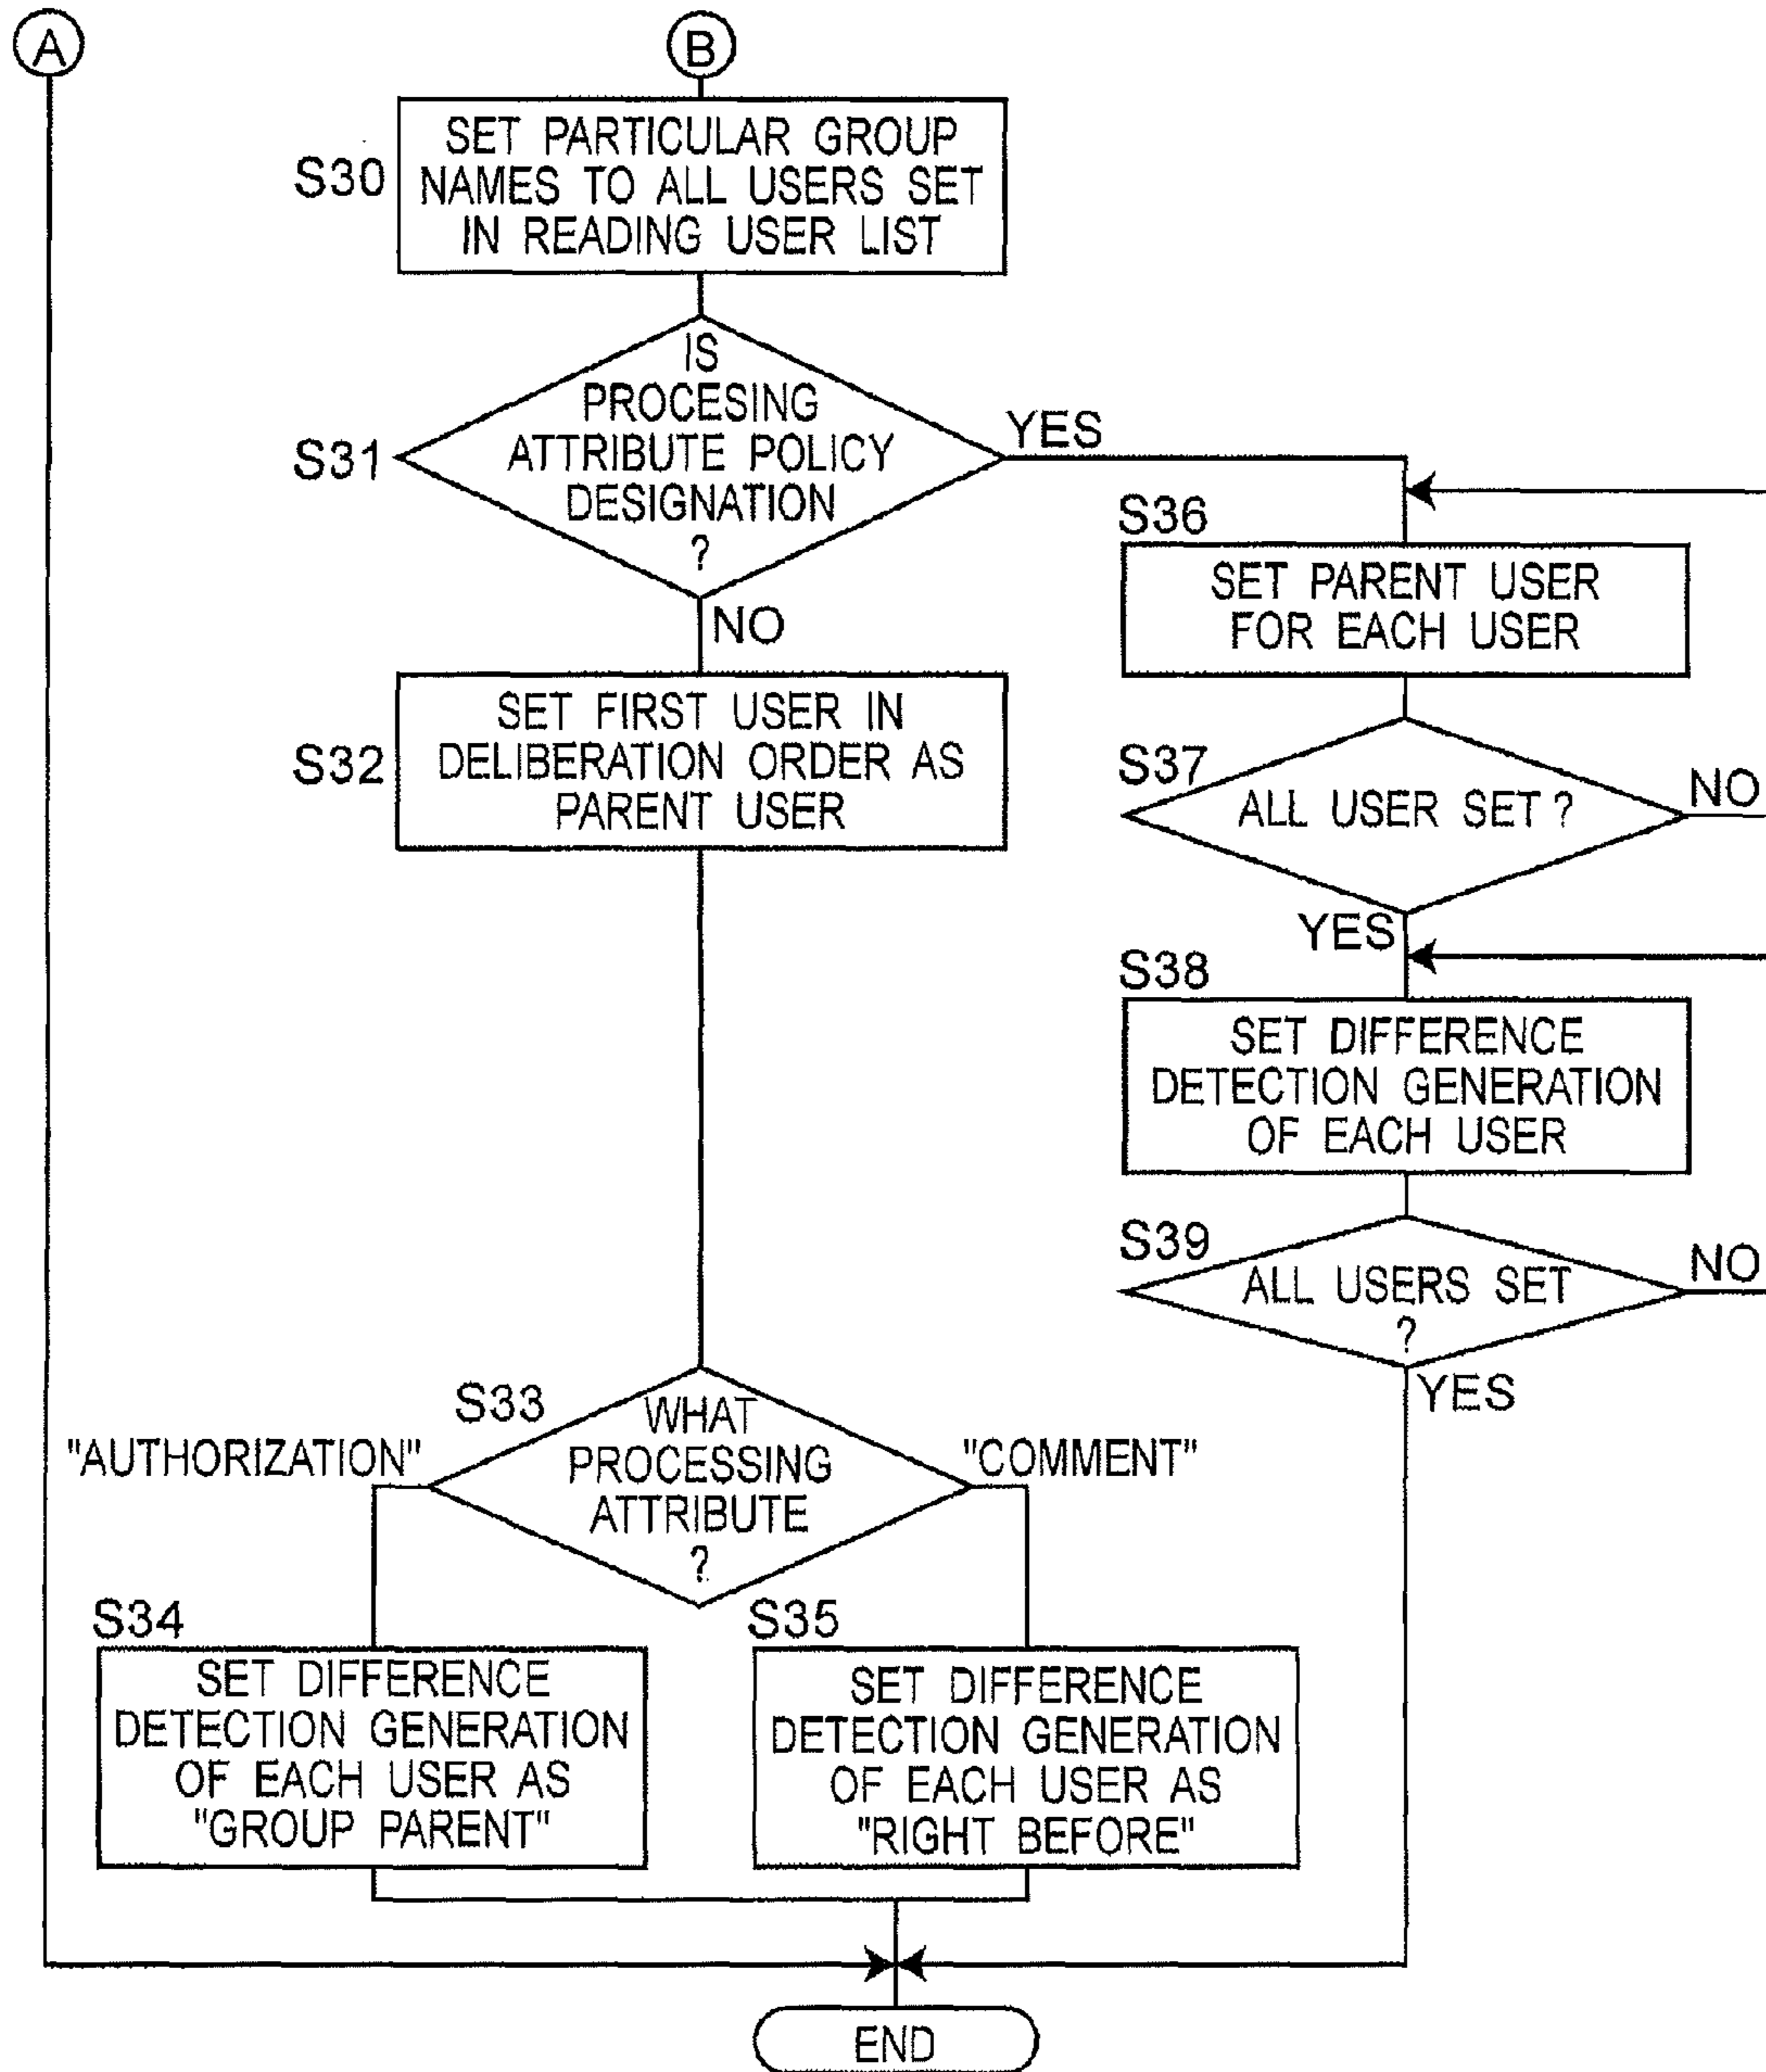 A
B
S30
SET PARTICULAR GROUP
NAMES TO ALL USERS SET
IN READING USER LIST
S31
IS
PROCESING
ATTRIBUTE POLICY
DESIGNATION
?
YES
NO
S32
SET FIRST USER IN
DELIBERATION ORDER AS
PARENT USER
S36
SET PARENT USER
FOR EACH USER
S37
ALL USER SET ?
NO
YES
S38
SET DIFFERENCE
DETECTION GENERATION
OF EACH USER
S39
ALL USERS SET
?
NO
YES
S33
WHAT
PROCESSING
ATTRIBUTE
?
"AUTHORIZATION"
"COMMENT"
S34
SET DIFFERENCE
DETECTION GENERATION
OF EACH USER AS
"GROUP PARENT"
S35
SET DIFFERENCE
DETECTION GENERATION
OF EACH USER AS
"RIGHT BEFORE"
END